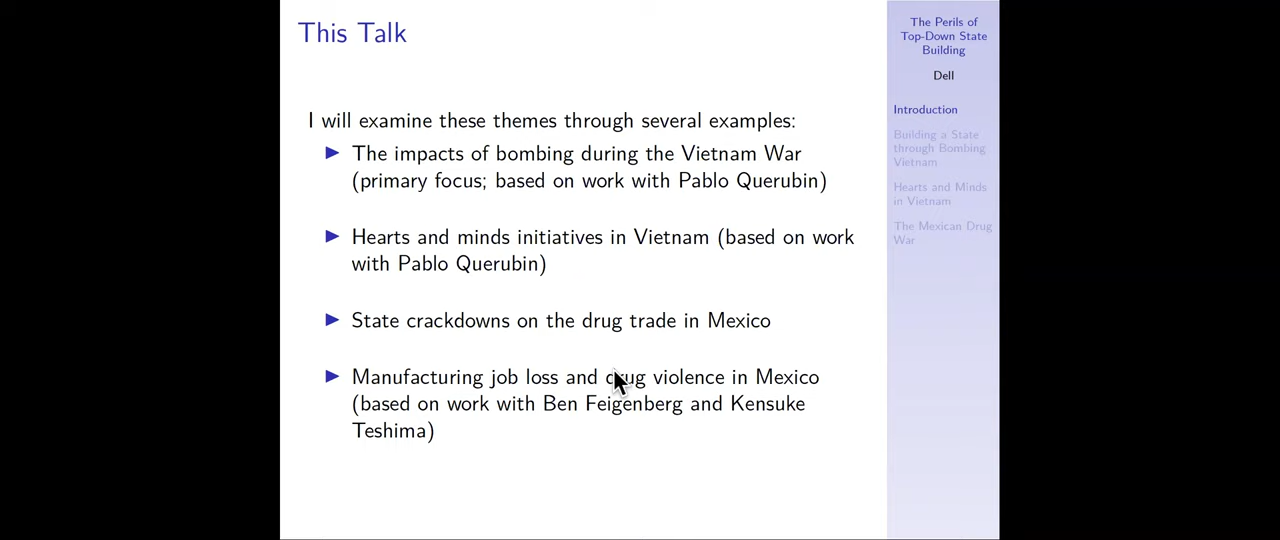 This Talk
I will examine these themes through several examples:
The impacts of bombing during the Vietnam War
(primary focus; based on work with Pablo Querubin)
Hearts and minds initiatives in Vietnam (based on work
with Pablo Querubin)
State crackdowns on the drug trade in Mexico
Manufacturing job loss and drug violence in Mexico
(based on work with Ben Feigenberg and Kensuke
Teshima)
The Perils of
Top-Down State
Building
Dell
Introduction
Building a State
through Bombing
Vietnam
Hearts and Minds
in Vietnam
The Mexican Drug
War